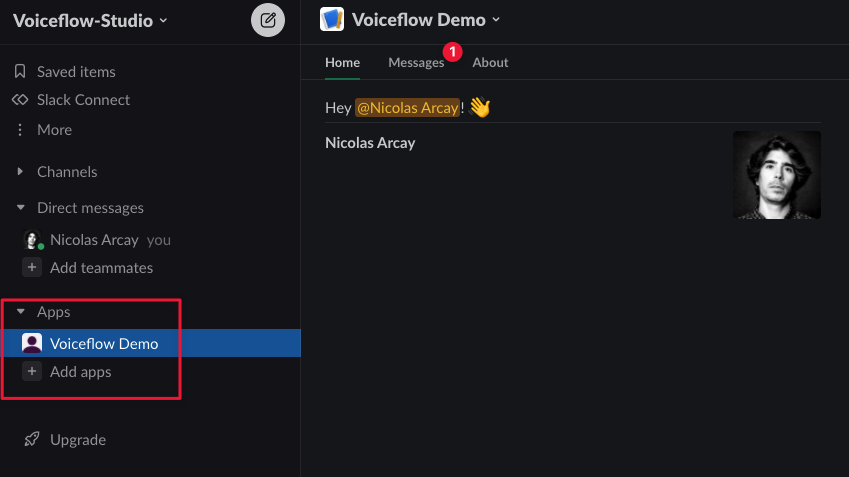 Voiceflow-Studio
Saved items
Slack Connect
More
Channels
Direct messages
Nicolas Arcay you
Add teammates
Apps
Voiceflow Demo
Add apps
Upgrade
Voiceflow Demo
Home Messages 1 About
Hey @Nicolas Arcay! 👋
Nicolas Arcay